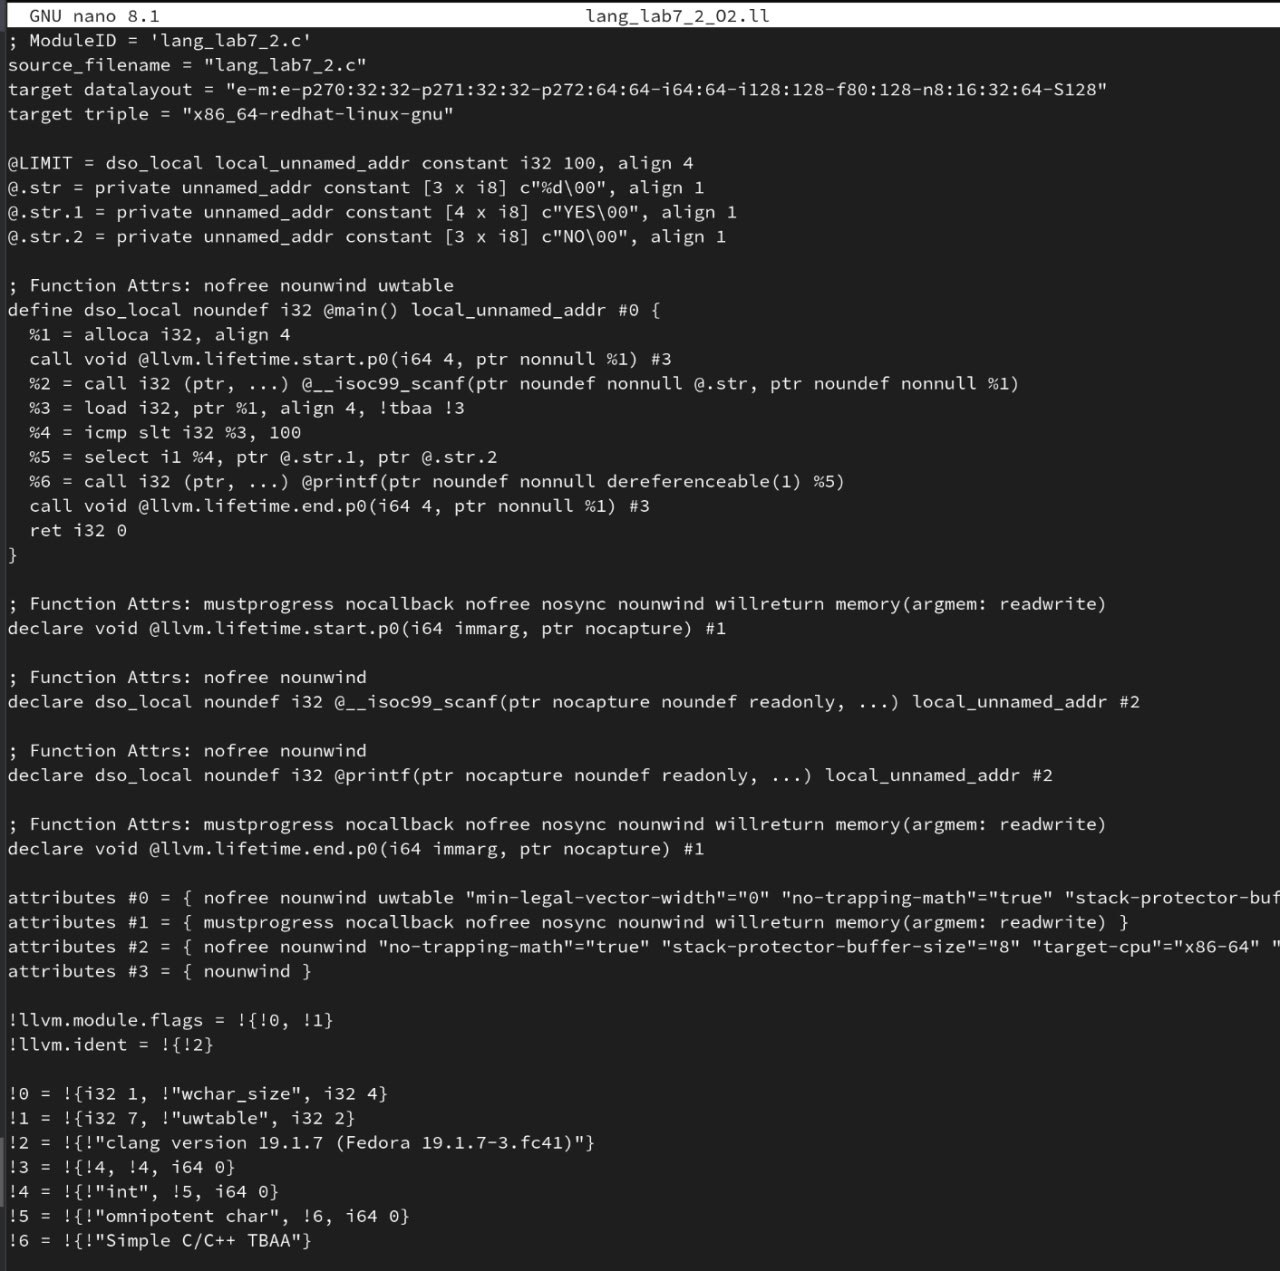 GNU nano 8.1 lang_lab7_2_O2.ll
; ModuleID = 'lang_lab7_2.c'
source_filename = "lang_lab7_2.c"
target datalayout = "e-m:e-p270:32:32-p271:32:32-p272:64:64-i64:64-i128:128-f80:128-n8:16:32:64-S128"
target triple = "x86_64-redhat-linux-gnu"
@LIMIT = dso_local local_unnamed_addr constant i32 100, align 4
@.str = private unnamed_addr constant [3 x i8] c"%d\00", align 1
@.str.1 = private unnamed_addr constant [4 x i8] c"YES\00", align 1
@.str.2 = private unnamed_addr constant [3 x i8] c"NO\00", align 1
; Function Attrs: nofree nounwind uwtable
define dso_local noundef i32 @main() local_unnamed_addr #0 {
%1 = alloca i32, align 4
call void @llvm.lifetime.start.p0(i64 4, ptr nonnull %1) #3
%2 = call i32 (ptr, ...) @__isoc99_scanf(ptr noundef nonnull @.str, ptr noundef nonnull %1)
%3 = load i32, ptr %1, align 4, !tbaa !3
%4 = icmp slt i32 %3, 100
%5 = select i1 %4, ptr @.str.1, ptr @.str.2
%6 = call i32 (ptr, ...) @printf(ptr noundef nonnull dereferenceable(1) %5)
call void @llvm.lifetime.end.p0(i64 4, ptr nonnull %1) #3
ret i32 0
}
; Function Attrs: mustprogress nocallback nofree nosync nounwind willreturn memory(argmem: readwrite)
declare void @llvm.lifetime.start.p0(i64 immarg, ptr nocapture) #1
; Function Attrs: nofree nounwind
declare dso_local noundef i32 @__isoc99_scanf(ptr nocapture noundef readonly, ...) local_unnamed_addr #2
; Function Attrs: nofree nounwind
declare dso_local noundef i32 @printf(ptr nocapture noundef readonly, ...) local_unnamed_addr #2
; Function Attrs: mustprogress nocallback nofree nosync nounwind willreturn memory(argmem: readwrite)
declare void @llvm.lifetime.end.p0(i64 immarg, ptr nocapture) #1
attributes #0 = { nofree nounwind uwtable "min-legal-vector-width"="0" "no-trapping-math"="true" "stack-protector-buf
attributes #1 = { mustprogress nocallback nofree nosync nounwind willreturn memory(argmem: readwrite) }
attributes #2 = { nofree nounwind "no-trapping-math"="true" "stack-protector-buffer-size"="8" "target-cpu"="x86-64" "
attributes #3 = { nounwind }
!llvm.module.flags = !{!0, !1}
!llvm.ident = !{!2}
!0 = !{i32 1, !"wchar_size", i32 4}
!1 = !{i32 7, !"uwtable", i32 2}
!2 = !{!"clang version 19.1.7 (Fedora 19.1.7-3.fc41)"}
!3 = !{!4, !4, i64 0}
!4 = !{!"int", !5, i64 0}
!5 = !{!"omnipotent char", !6, i64 0}
!6 = !{!"Simple C/C++ TBAA"}